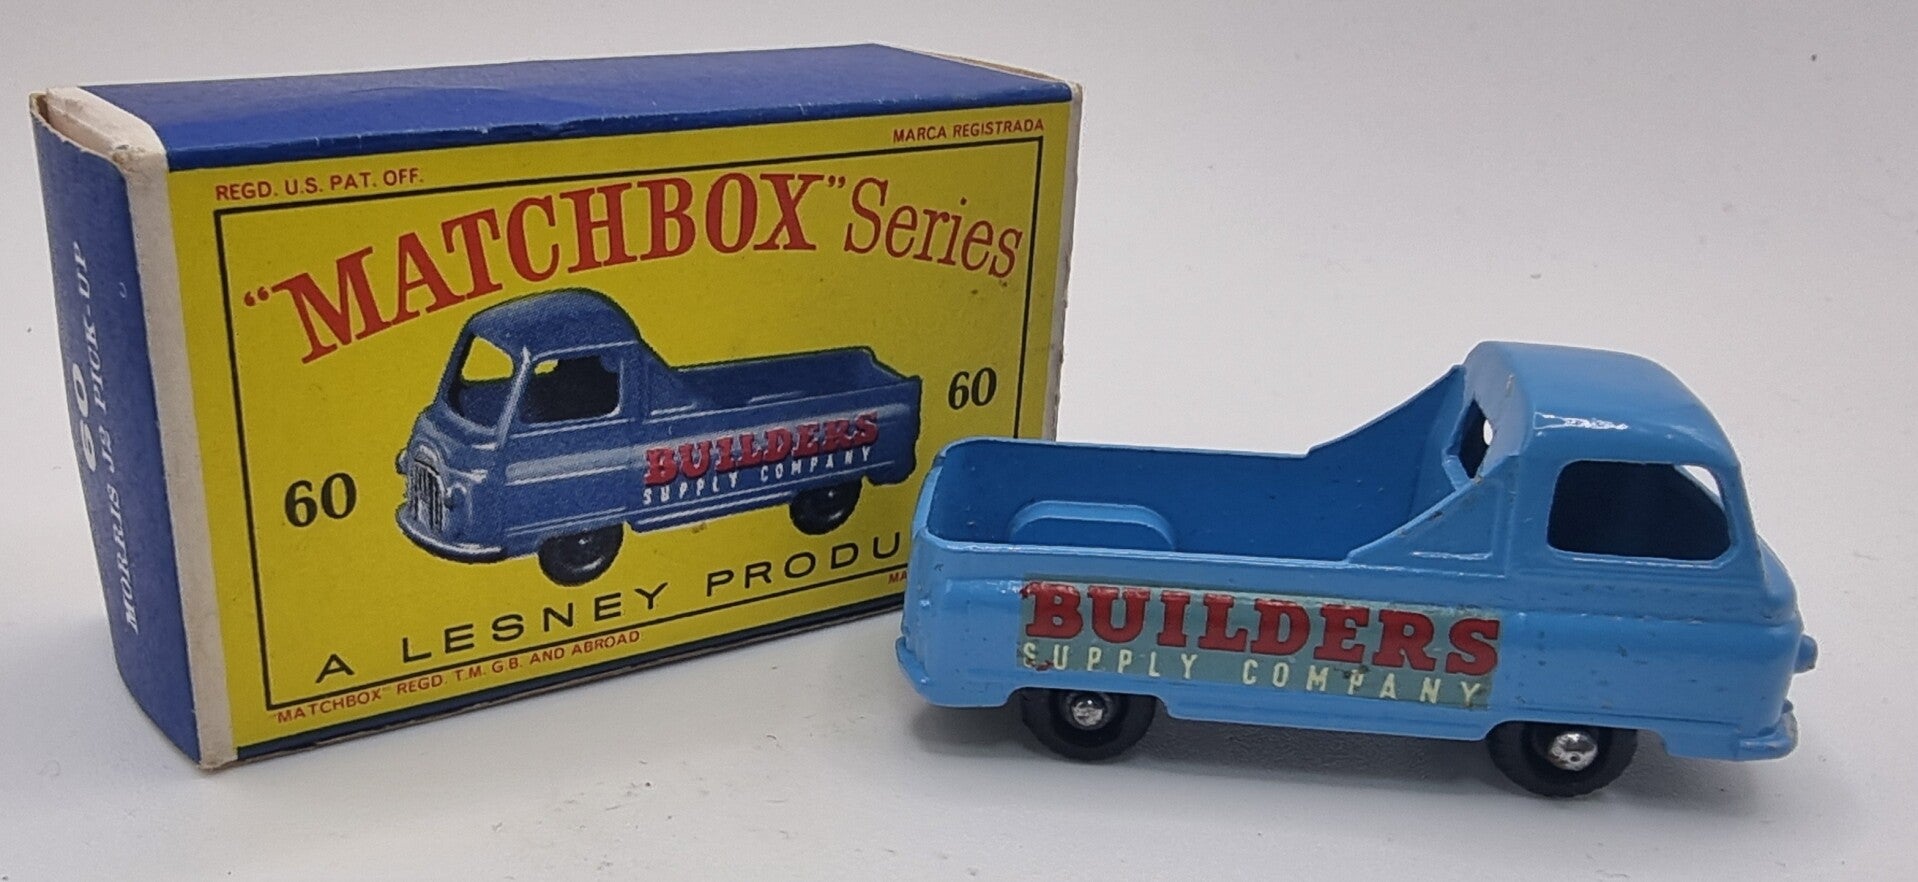 REGD. U.S. PAT. OFF.
MARCA REGISTRADA
"MATCHBOX" Series
60
60
BUILDERS
SUPPLY COMPANY
A LESNEY PRODU
"MATCHBOX" REGD. T.M. G.B. AND ABROAD
MA
60
MORRIS J2 PICK-UP
BUILDERS
SUPPLY COMPANY